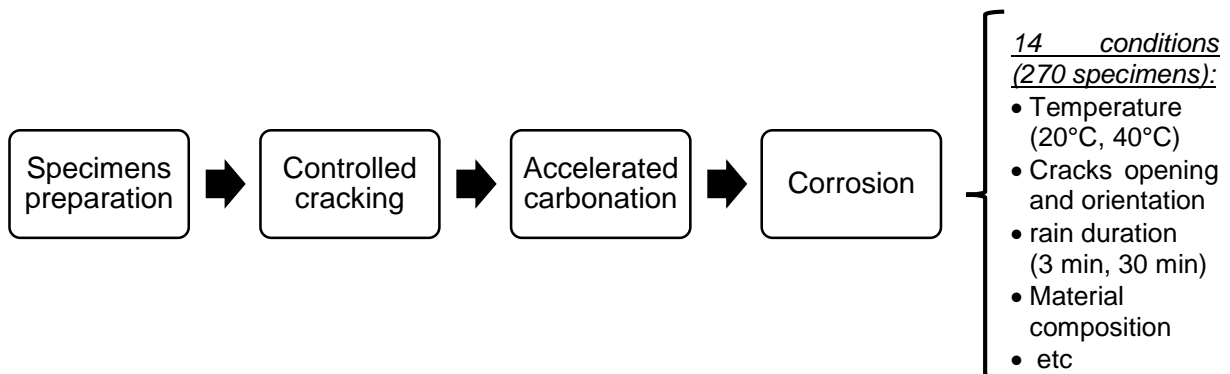 Specimens
preparation
Controlled
cracking
Accelerated
carbonation
Corrosion
14 conditions
(270 specimens):
• Temperature
(20°C, 40°C)
• Cracks opening
and orientation
• rain duration
(3 min, 30 min)
• Material
composition
• etc